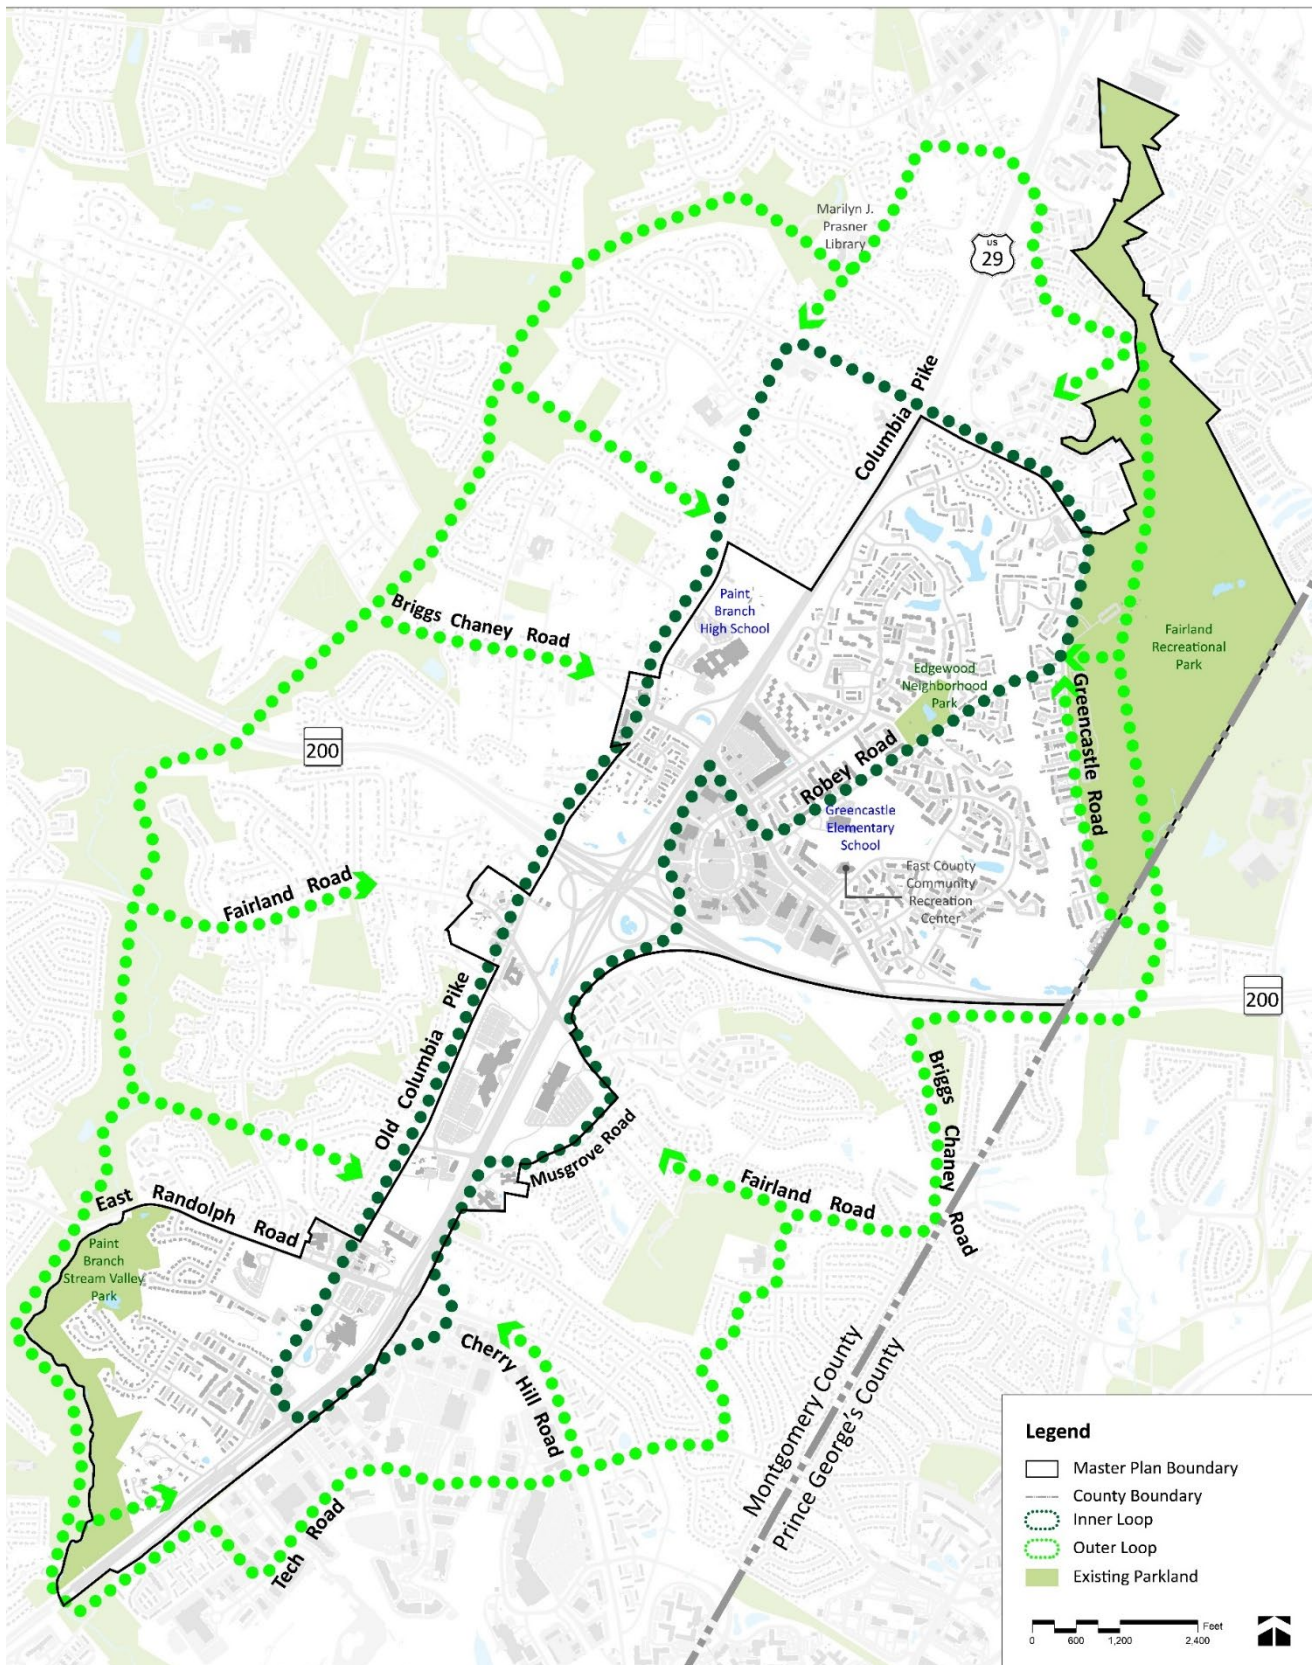 Marilyn J.
Prasner
Library
US
29
Columbia Pike
Paint
Branch
High School
Briggs Chaney Road
Fairland
Recreational
Park
Edgewood
Neighborhood
Park
Greencastle Road
200
Robey Road
Greencastle
Elementary
School
East County
Community
Recreation
Center
Fairland Road
Old Columbia Pike
200
Briggs Chaney Road
Musgrove Road
Fairland Road
East Randolph Road
Paint
Branch
Stream Valley
Park
Cherry Hill Road
Montgomery County
Prince George's County
Tech Road
Legend
Master Plan Boundary
County Boundary
Inner Loop
Outer Loop
Existing Parkland
Feet
0 600 1,200 2,400